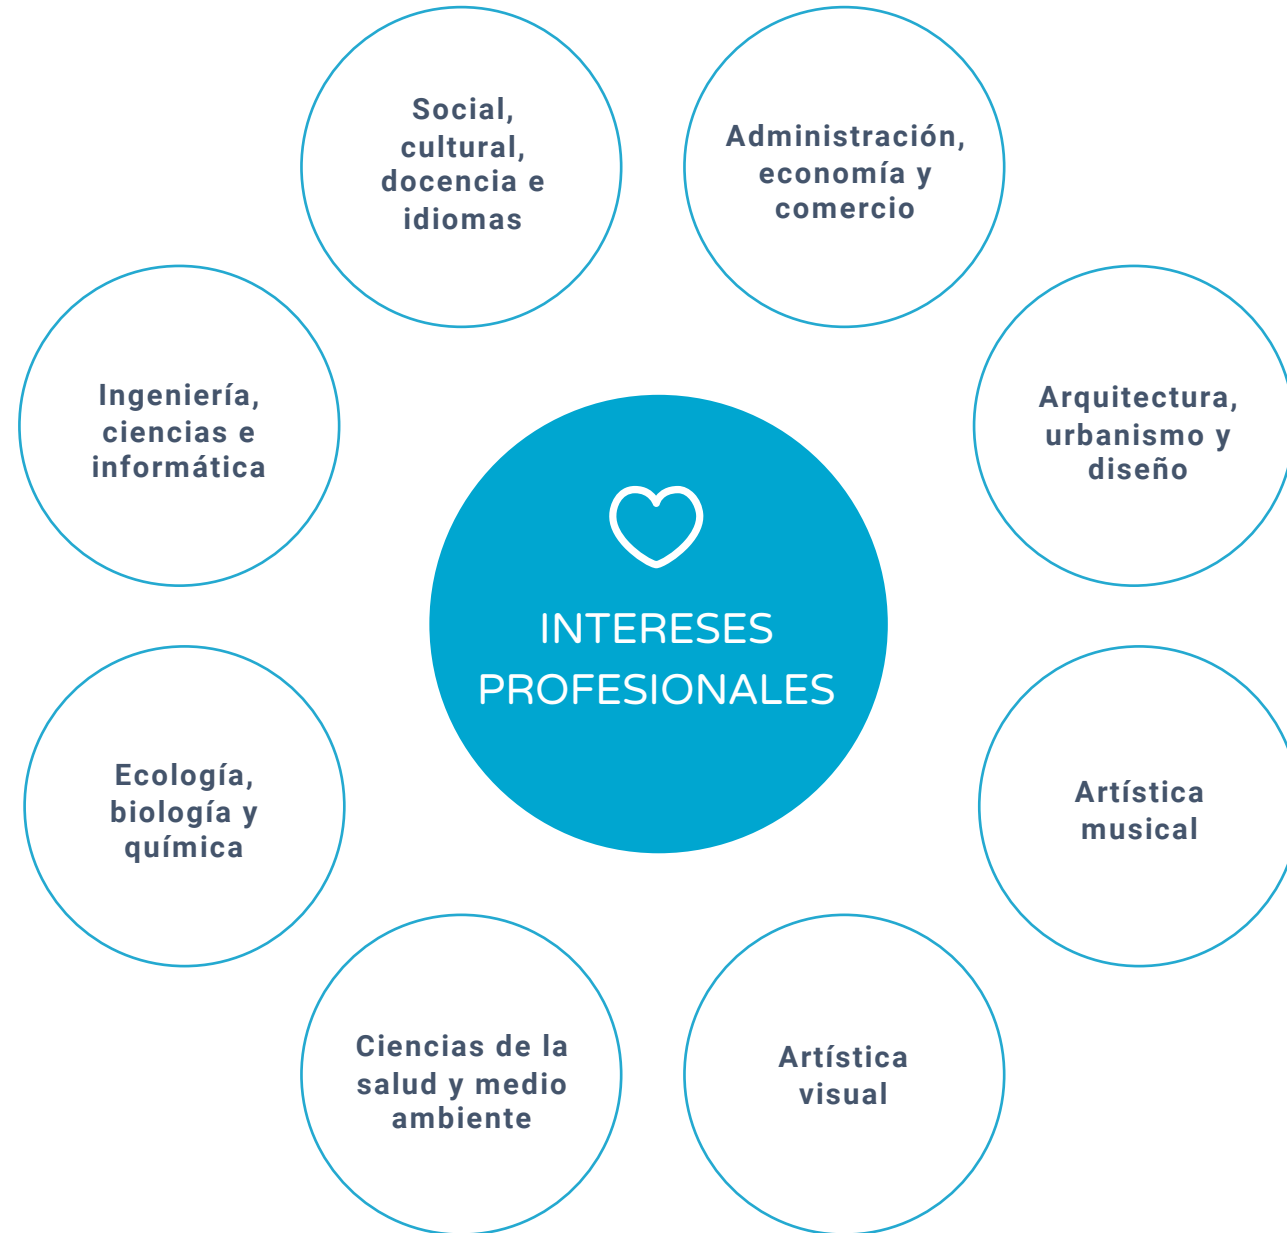 Social,
cultural,
docencia e
idiomas
Administración,
economía y
comercio
Ingeniería,
ciencias e
informática
Arquitectura,
urbanismo y
diseño
INTERESES
PROFESIONALES
Ecología,
biología y
química
Artística
musical
Ciencias de la
salud y medio
ambiente
Artística
visual